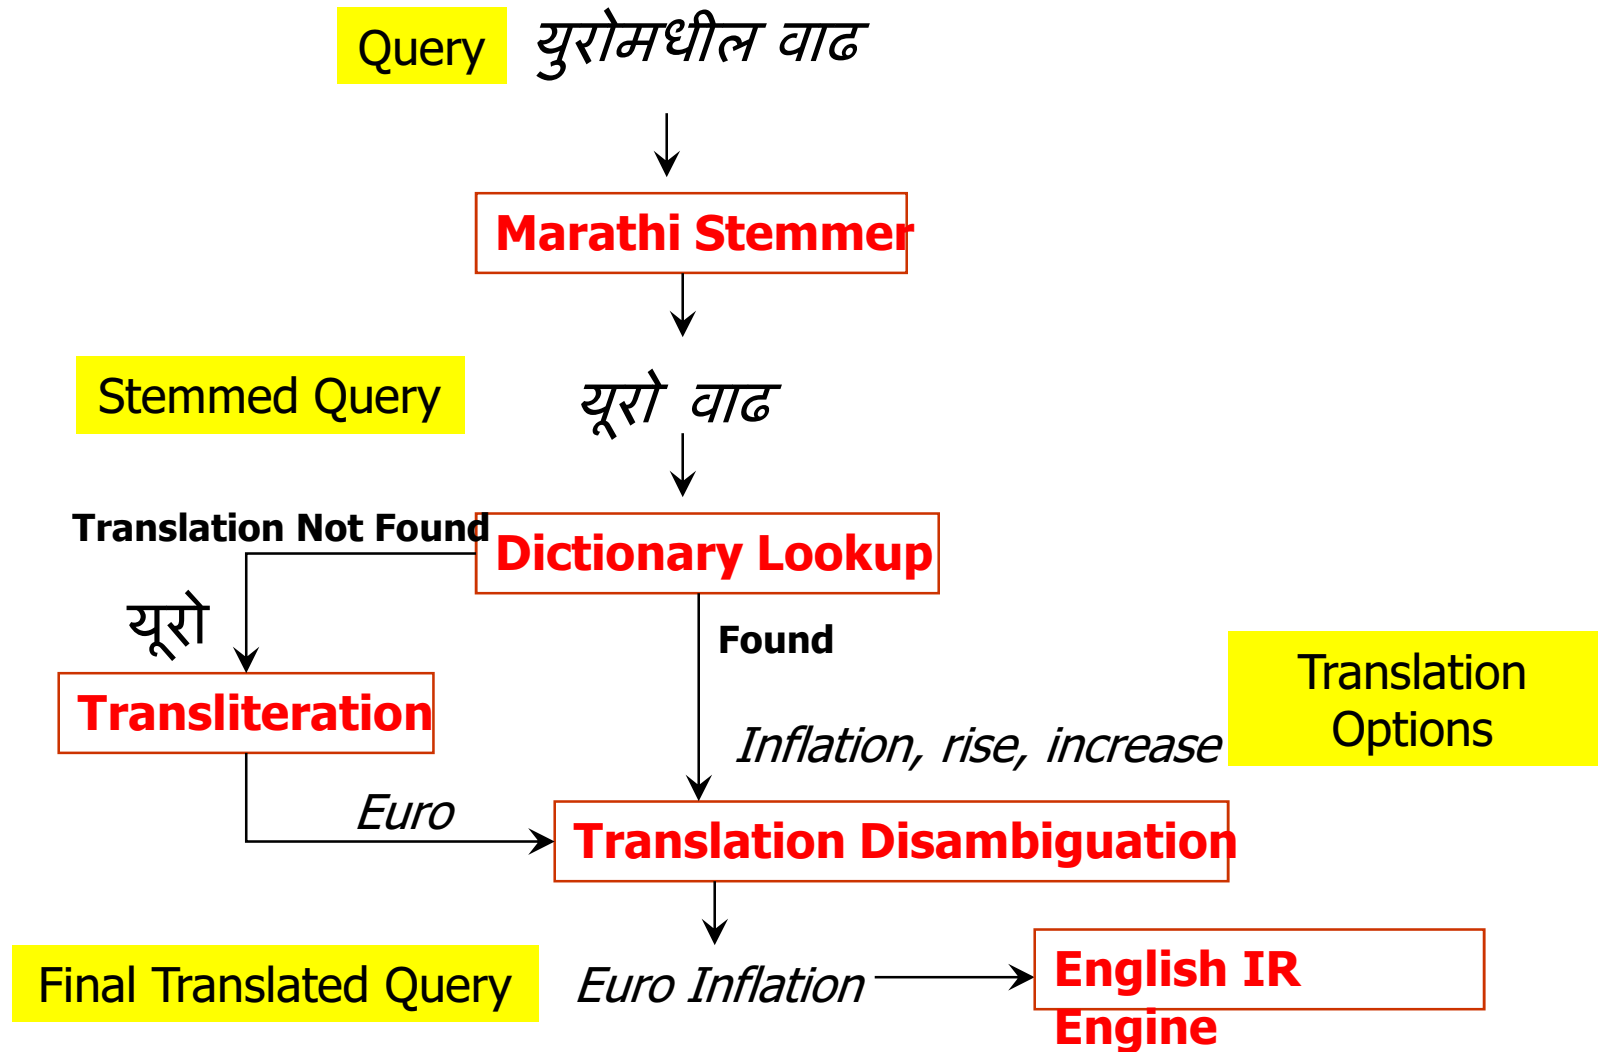 Query युरोमधील वाढ
Marathi Stemmer
Stemmed Query यूरो वाढ
Translation Not Found
Dictionary Lookup
यूरो
Found
Transliteration
Translation
Options
Inflation, rise, increase
Euro
Translation Disambiguation
Final Translated Query Euro Inflation
English IR
Engine